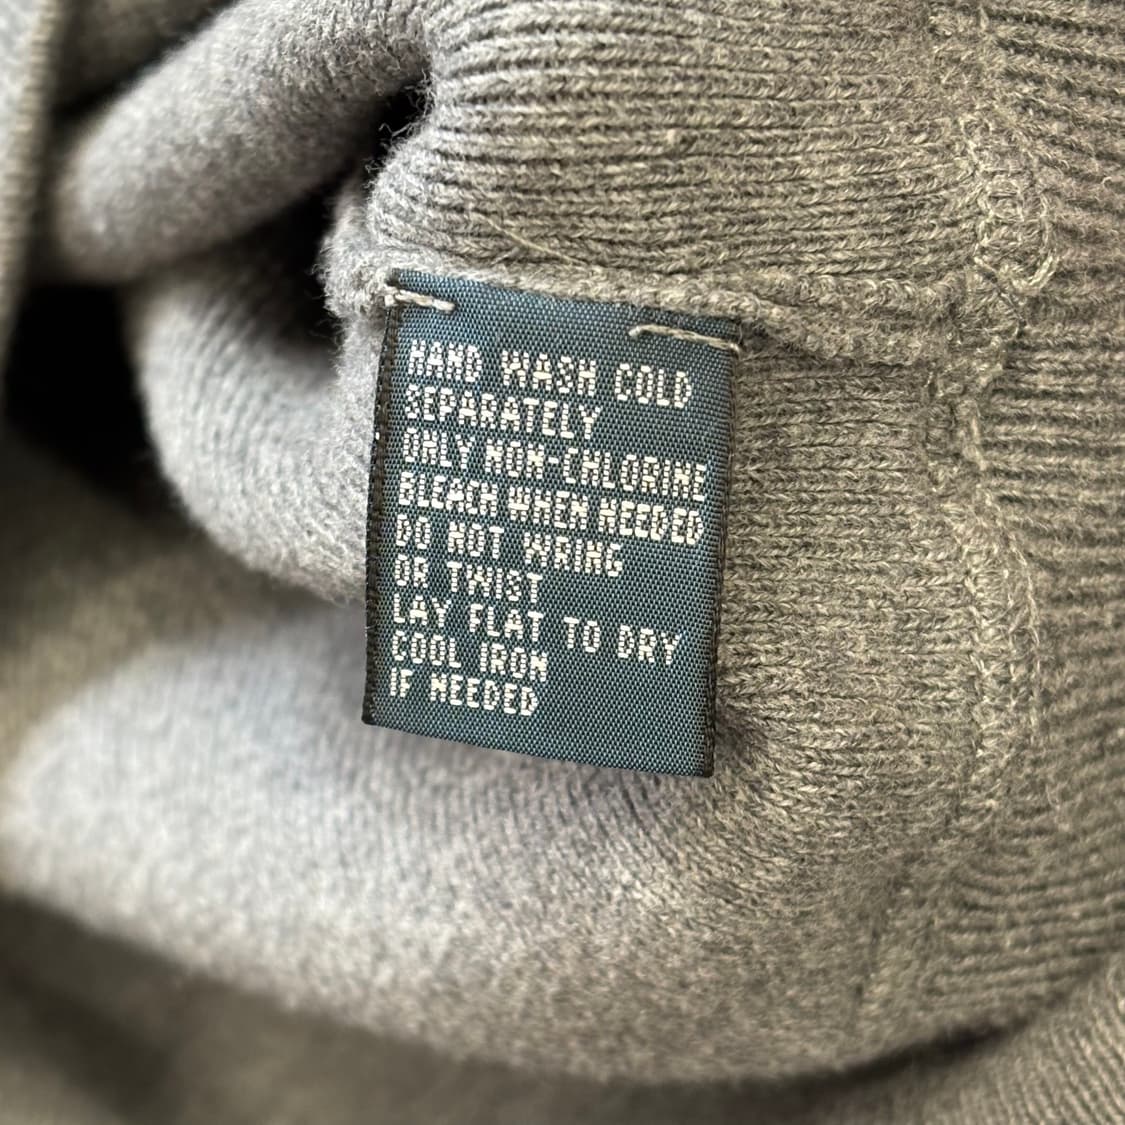 HAND WASH COLD
SEPARATELY
ONLY NON-CHLORINE
BLEACH WHEN NEEDED
DO NOT WRING
OR TWIST
LAY FLAT TO DRY
COOL IRON
IF NEEDED